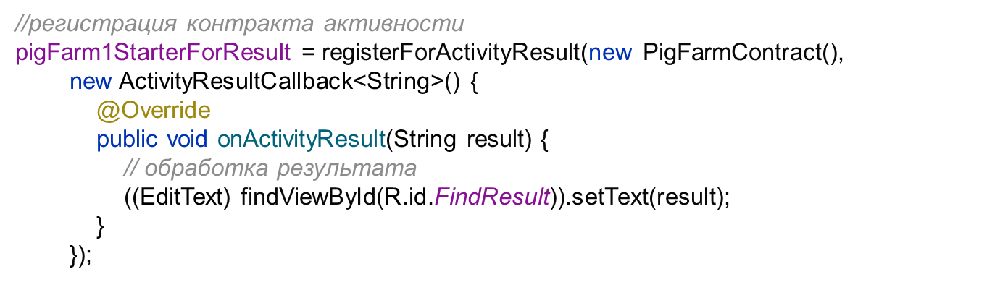 //регистрация контракта активности
pigFarm1StarterForResult = registerForActivityResult(new PigFarmContract(),
new ActivityResultCallback<String>() {
@Override
public void onActivityResult(String result) {
// обработка результата
((EditText) findViewById(R.id.FindResult)).setText(result);
}
});